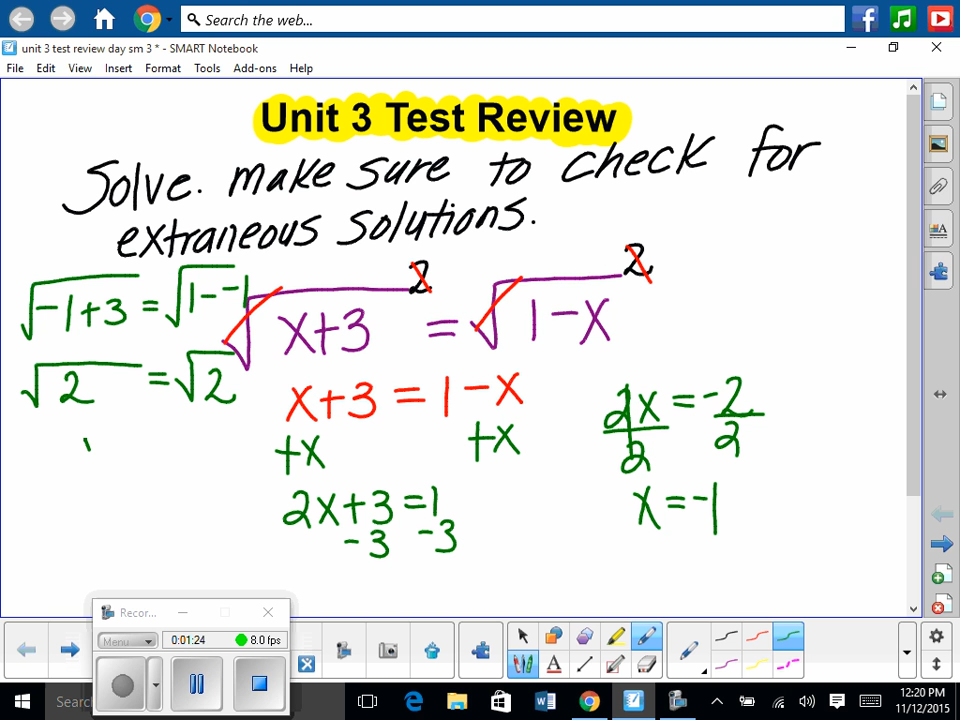 Search the web...
unit 3 test review day sm 3 * - SMART Notebook
File Edit View Insert Format Tools Add-ons Help
Unit 3 Test Review
Solve. make sure to check for
extraneous solutions.
√-1+3 = √1--1
√x+3² = √1-x²
√2 = √2
x+3 = 1-x
+x +x
2x+3=1
-3 -3
2x = -2
2 2
x = -1
Recor...
Menu
0:01:24
8.0 fps
Searc
12:20 PM
11/12/2015